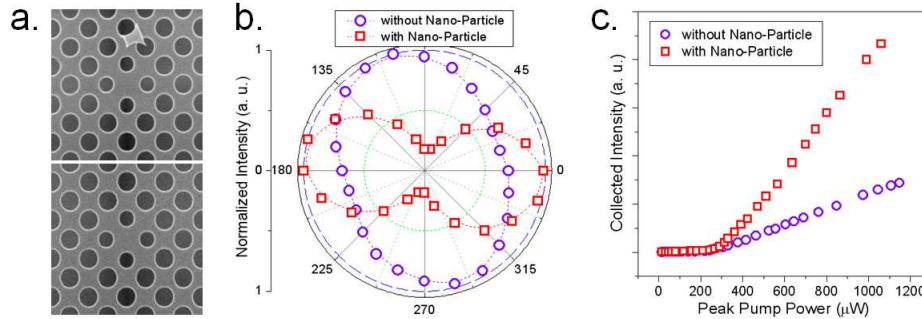 a.
b.
without Nano-Particle
with Nano-Particle
Normalized Intensity (a. u.)
1
0
1
135
45
180
0
225
315
270
c.
without Nano-Particle
with Nano-Particle
Collected Intensity (a. u.)
0 200 400 600 800 1000 1200
Peak Pump Power (μW)